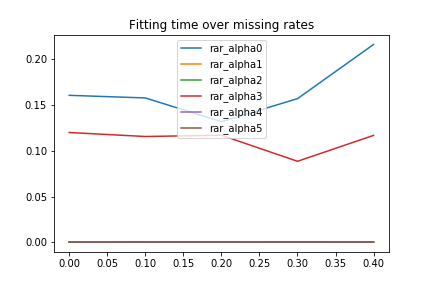 Fitting time over missing rates
rar_alpha0
rar_alpha1
rar_alpha2
rar_alpha3
rar_alpha4
rar_alpha5
0.20
0.15
0.10
0.05
0.00
0.00 0.05 0.10 0.15 0.20 0.25 0.30 0.35 0.40